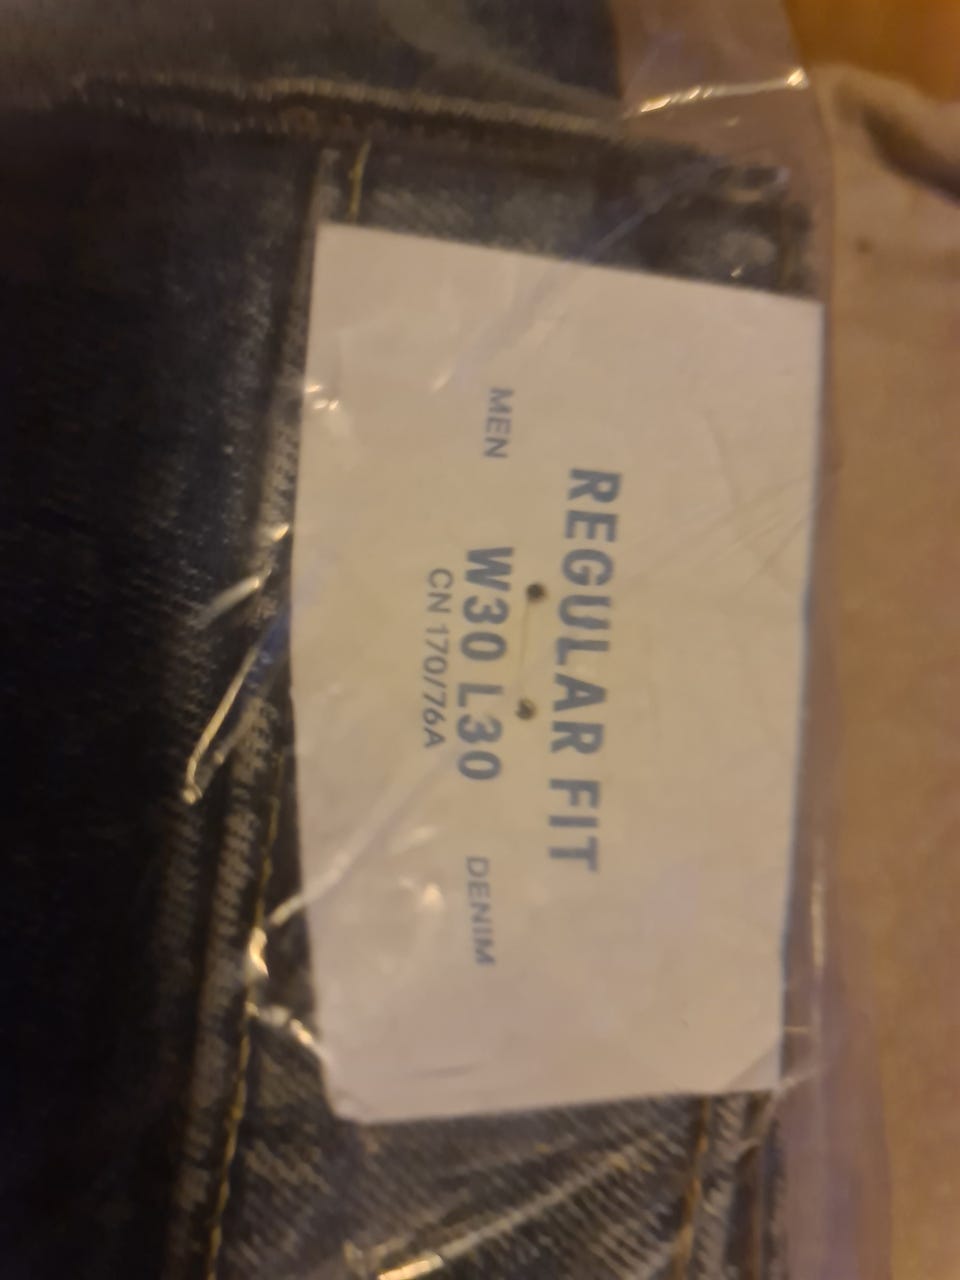 REGULAR FIT
MEN W30 L30 DENIM
CN 170/76A